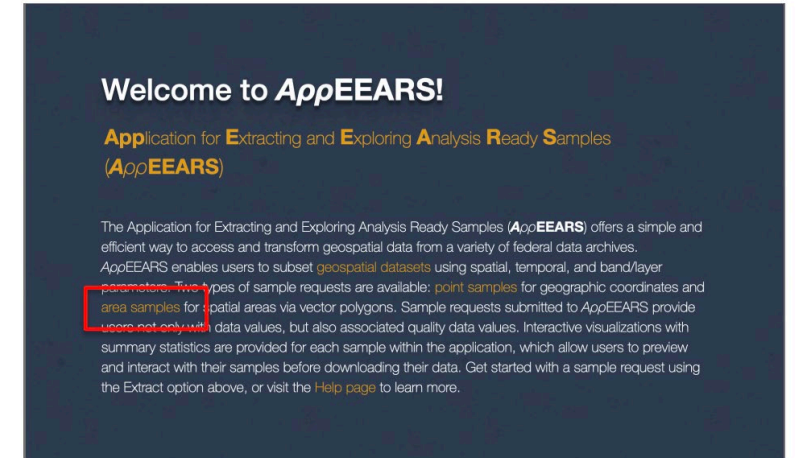 Welcome to AppEEARS!
Application for Extracting and Exploring Analysis Ready Samples
(AppEEARS)
The Application for Extracting and Exploring Analysis Ready Samples (AppEEARS) offers a simple and
efficient way to access and transform geospatial data from a variety of federal data archives.
AppEEARS enables users to subset geospatial datasets using spatial, temporal, and band/layer
parameters. Two types of sample requests are available: point samples for geographic coordinates and
area samples for spatial areas via vector polygons. Sample requests submitted to AppEEARS provide
users not only with data values, but also associated quality data values. Interactive visualizations with
summary statistics are provided for each sample within the application, which allow users to preview
and interact with their samples before downloading their data. Get started with a sample request using
the Extract option above, or visit the Help page to learn more.